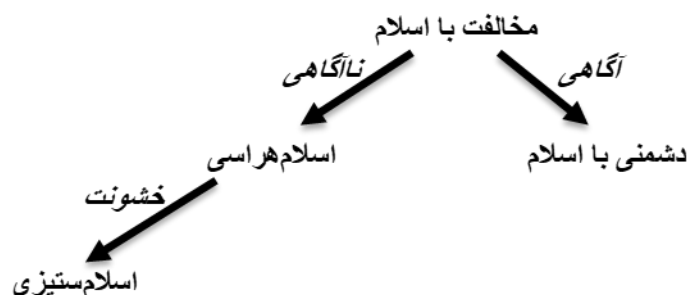 مخالفت با اسلام
آگاهی
ناآگاهی
دشمنی با اسلام
اسلام‌هراسی
خشونت
اسلام‌ستیزی